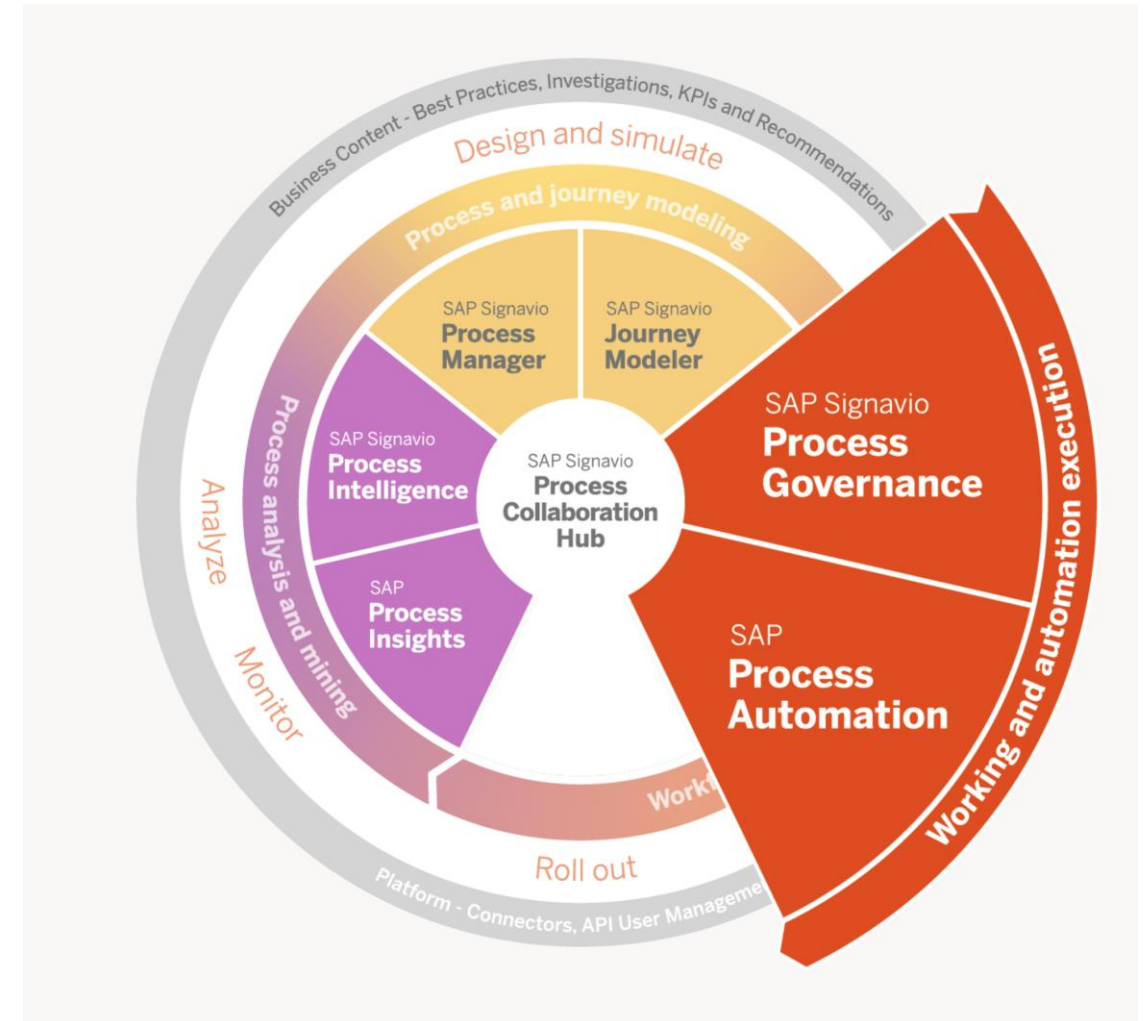 Business Content - Best Practices, Investigations, KPIs and Recommendations
Design and simulate
Process and journey modeling
SAP Signavio
Process
Manager
SAP Signavio
Journey
Modeler
SAP Signavio
Process
Governance
SAP
Process
Automation
Working and automation execution
SAP Signavio
Process
Intelligence
SAP
Process
Insights
SAP Signavio
Process
Collaboration
Hub
Process analysis and mining
Analyze
Monitor
Roll out
Platform - Connectors, API User